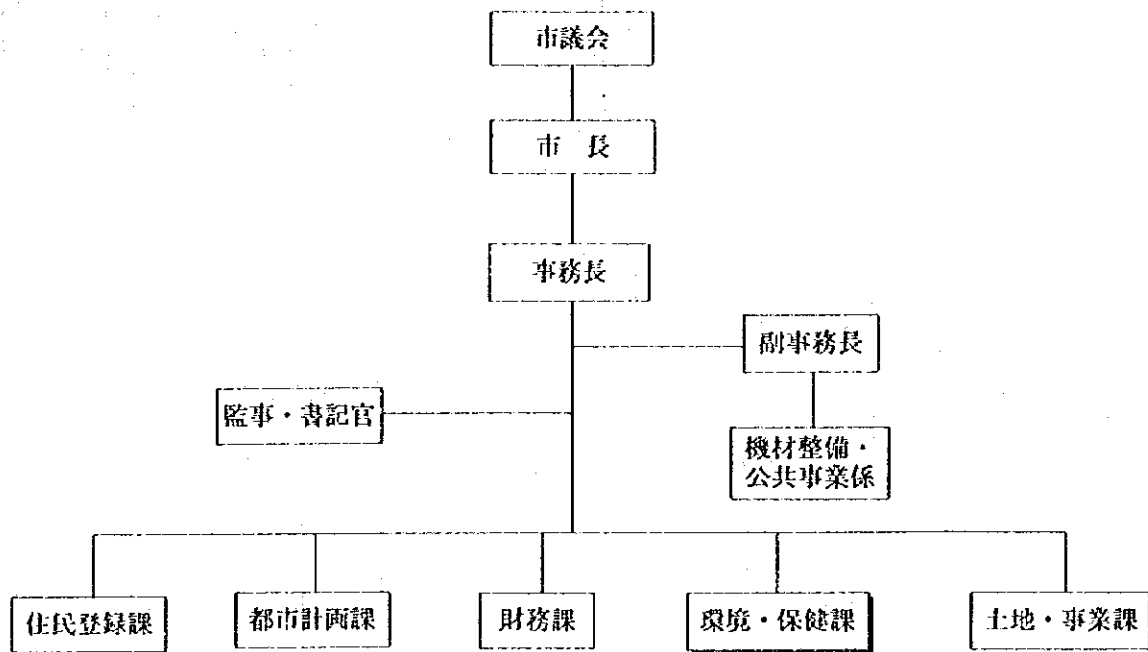 市議会
市 長
事務長
副事務長
監事・書記官
機材整備・
公共事業係
住民登録課
都市計画課
財務課
環境・保健課
土地・事業課